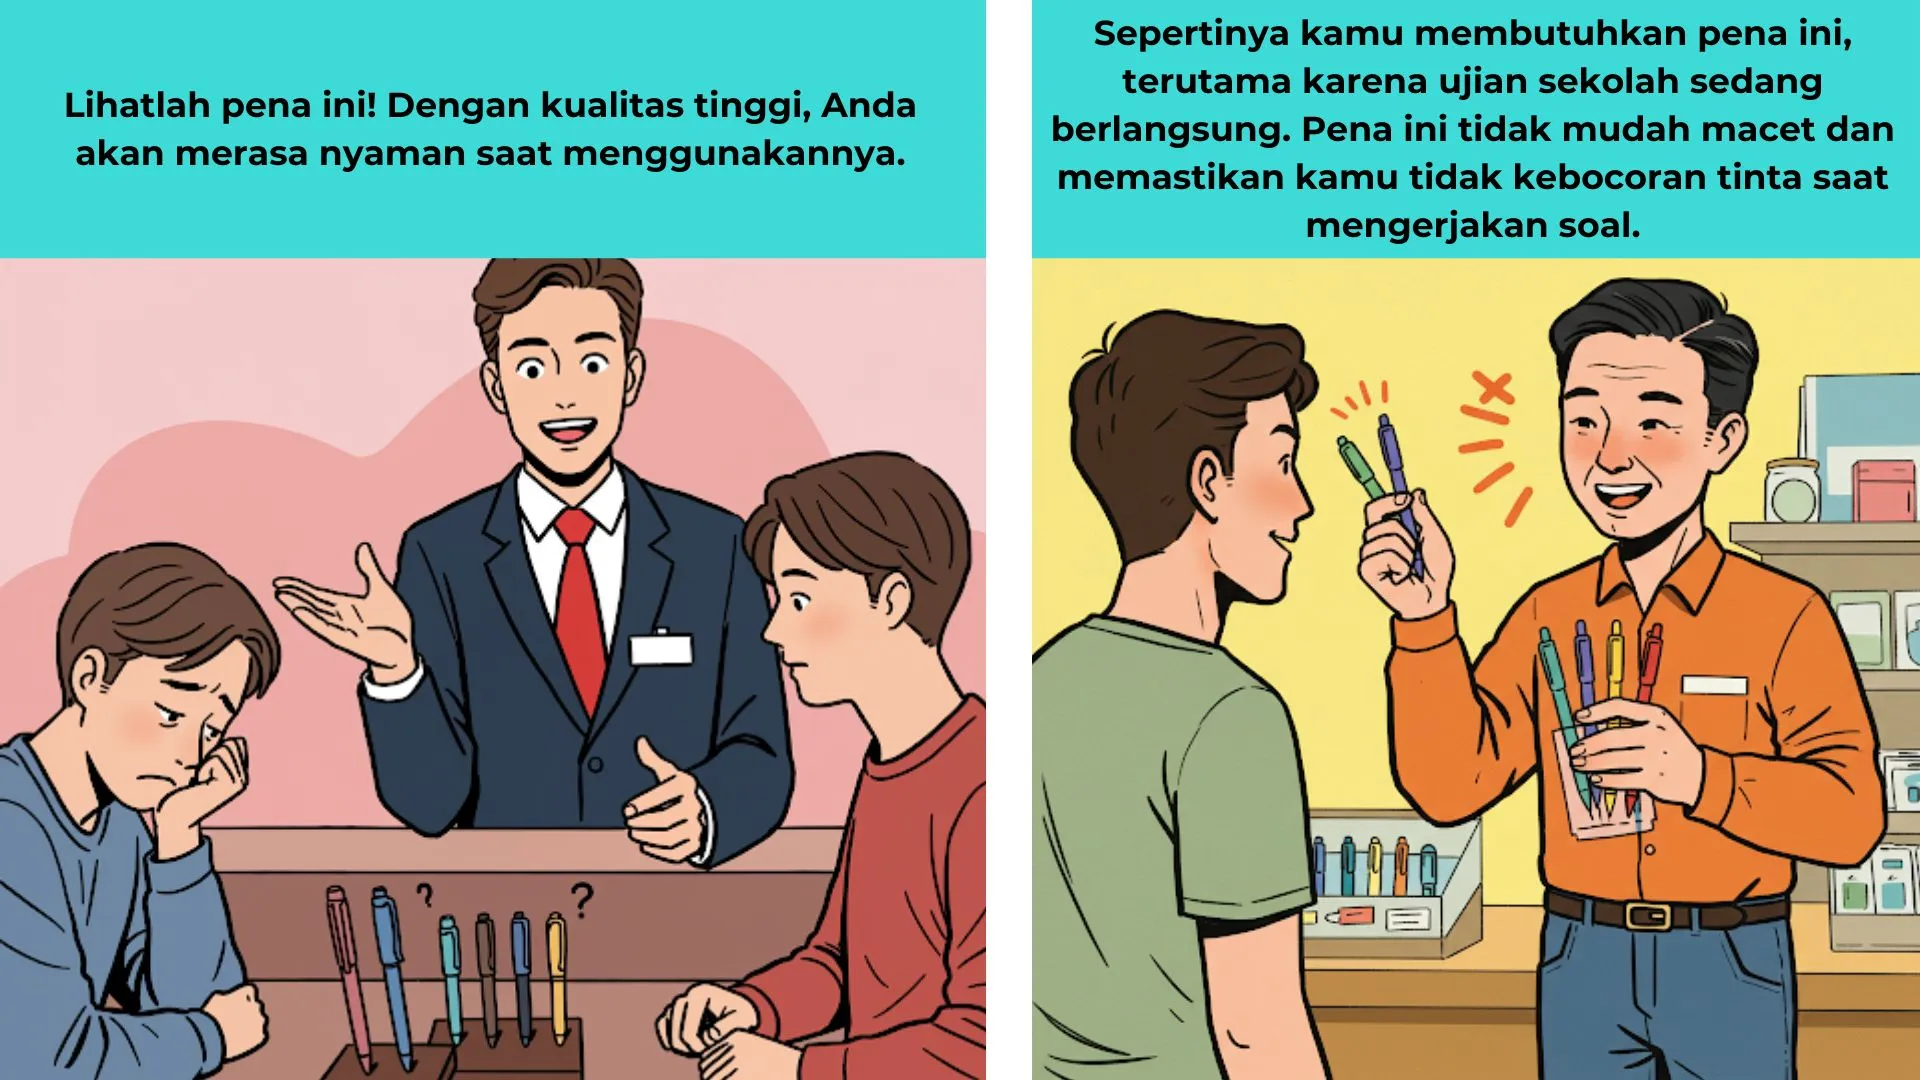 Lihatlah pena ini! Dengan kualitas tinggi, Anda
akan merasa nyaman saat menggunakannya.
Sepertinya kamu membutuhkan pena ini,
terutama karena ujian sekolah sedang
berlangsung. Pena ini tidak mudah macet dan
memastikan kamu tidak kebocoran tinta saat
mengerjakan soal.
? ?